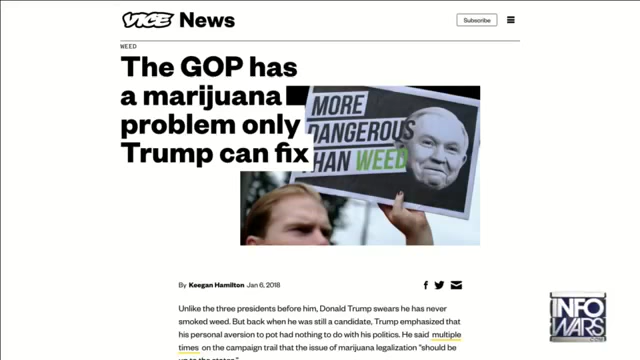 VICE News
Subscribe
WEED
The GOP has
a marijuana
problem only
Trump can fix
MORE
DANGEROUS
THAN WEED
By Keegan Hamilton Jan 6, 2018
Unlike the three presidents before him, Donald Trump swears he has never
smoked weed. But back when he was still a candidate, Trump emphasized that
his personal aversion to pot had nothing to do with his politics. He said multiple
times on the campaign trail that the issue of marijuana legalization “should be
up to the states.”
INFO
WARS